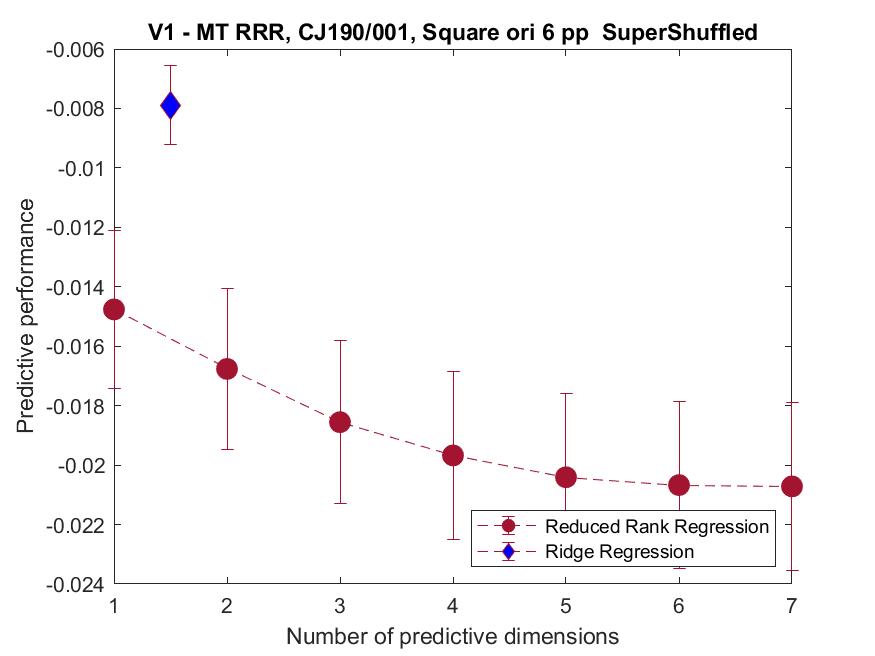 V1 - MT RRR, CJ190/001, Square ori 6 pp  SuperShuffled
-0.006
-0.008
-0.01
-0.012
-0.014
-0.016
-0.018
-0.02
-0.022
-0.024
Predictive performance
Reduced Rank Regression
Ridge Regression
1 2 3 4 5 6 7
Number of predictive dimensions